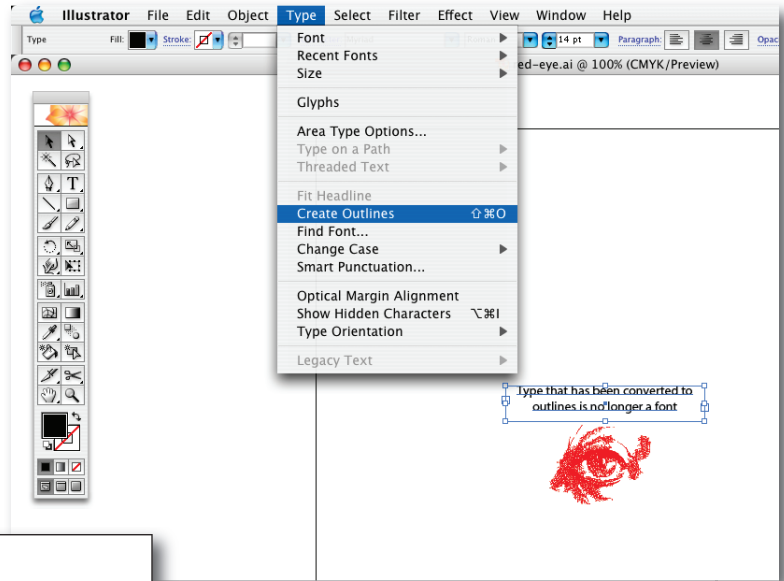 Illustrator File Edit Object Type Select Filter Effect View Window Help
Type Fill: Stroke: 14 pt Paragraph: Opac
ed-eye.ai @ 100% (CMYK/Preview)
Font
Recent Fonts
Size
Glyphs
Area Type Options...
Type on a Path
Threaded Text
Fit Headline
Create Outlines ⇧⌘O
Find Font...
Change Case
Smart Punctuation...
Optical Margin Alignment
Show Hidden Characters ⌥⌘I
Type Orientation
Legacy Text
Type that has been converted to
outlines is no longer a font